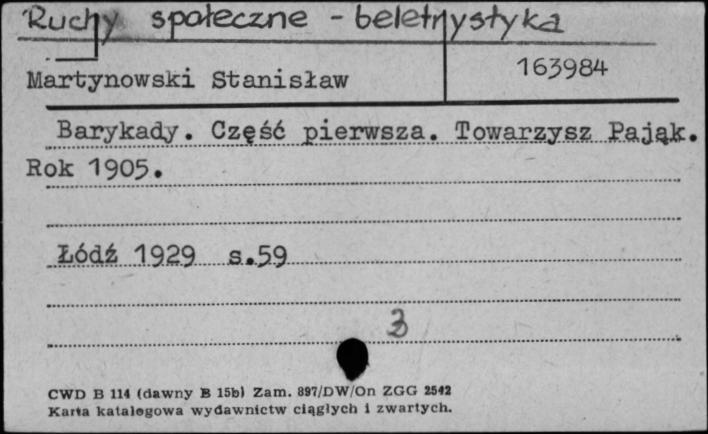 Ruchy społeczne - beletrystyka
Martynowski Stanisław
163984
Barykady. Część pierwsza. Towarzysz Pająk.
Rok 1905.
Łódź 1929 s.59
3
CWD B 114 (dawny B 15b) Zam. 897/DW/On ZGG 2542
Karta katalogowa wydawnictw ciągłych i zwartych.